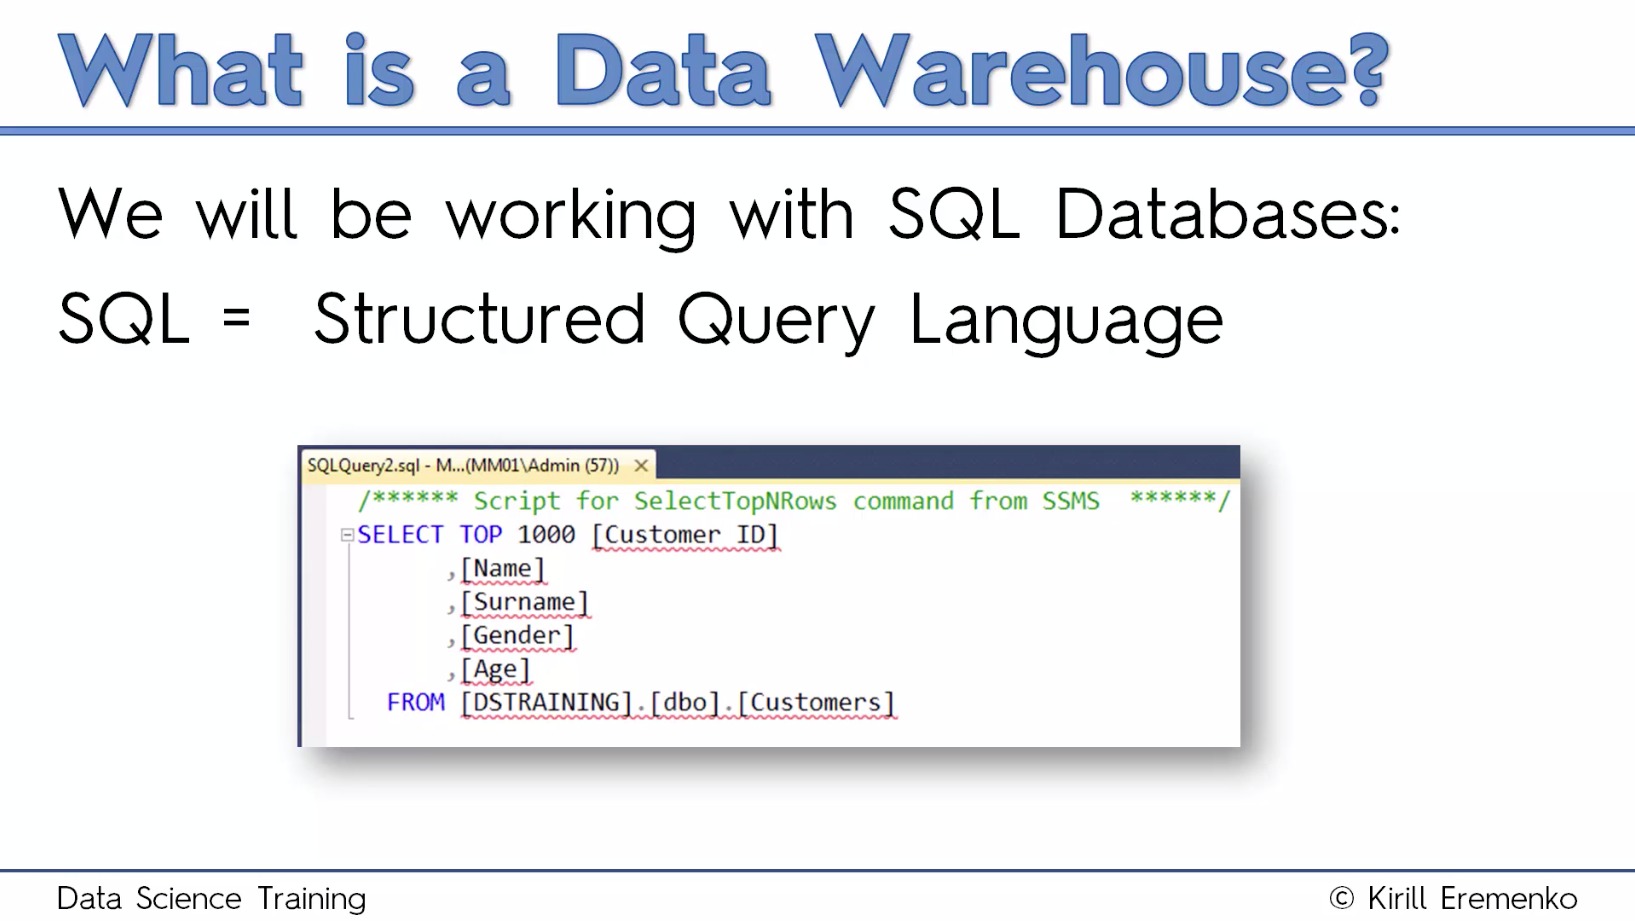 What is a Data Warehouse?
We will be working with SQL Databases:
SQL = Structured Query Language
SQLQuery2.sql - M...(MM01\Admin (57)) ×
/****** Script for SelectTopNRows command from SSMS ******/
SELECT TOP 1000 [Customer ID]
,[Name]
,[Surname]
,[Gender]
,[Age]
FROM [DSTRAINING].[dbo].[Customers]
Data Science Training
© Kirill Eremenko